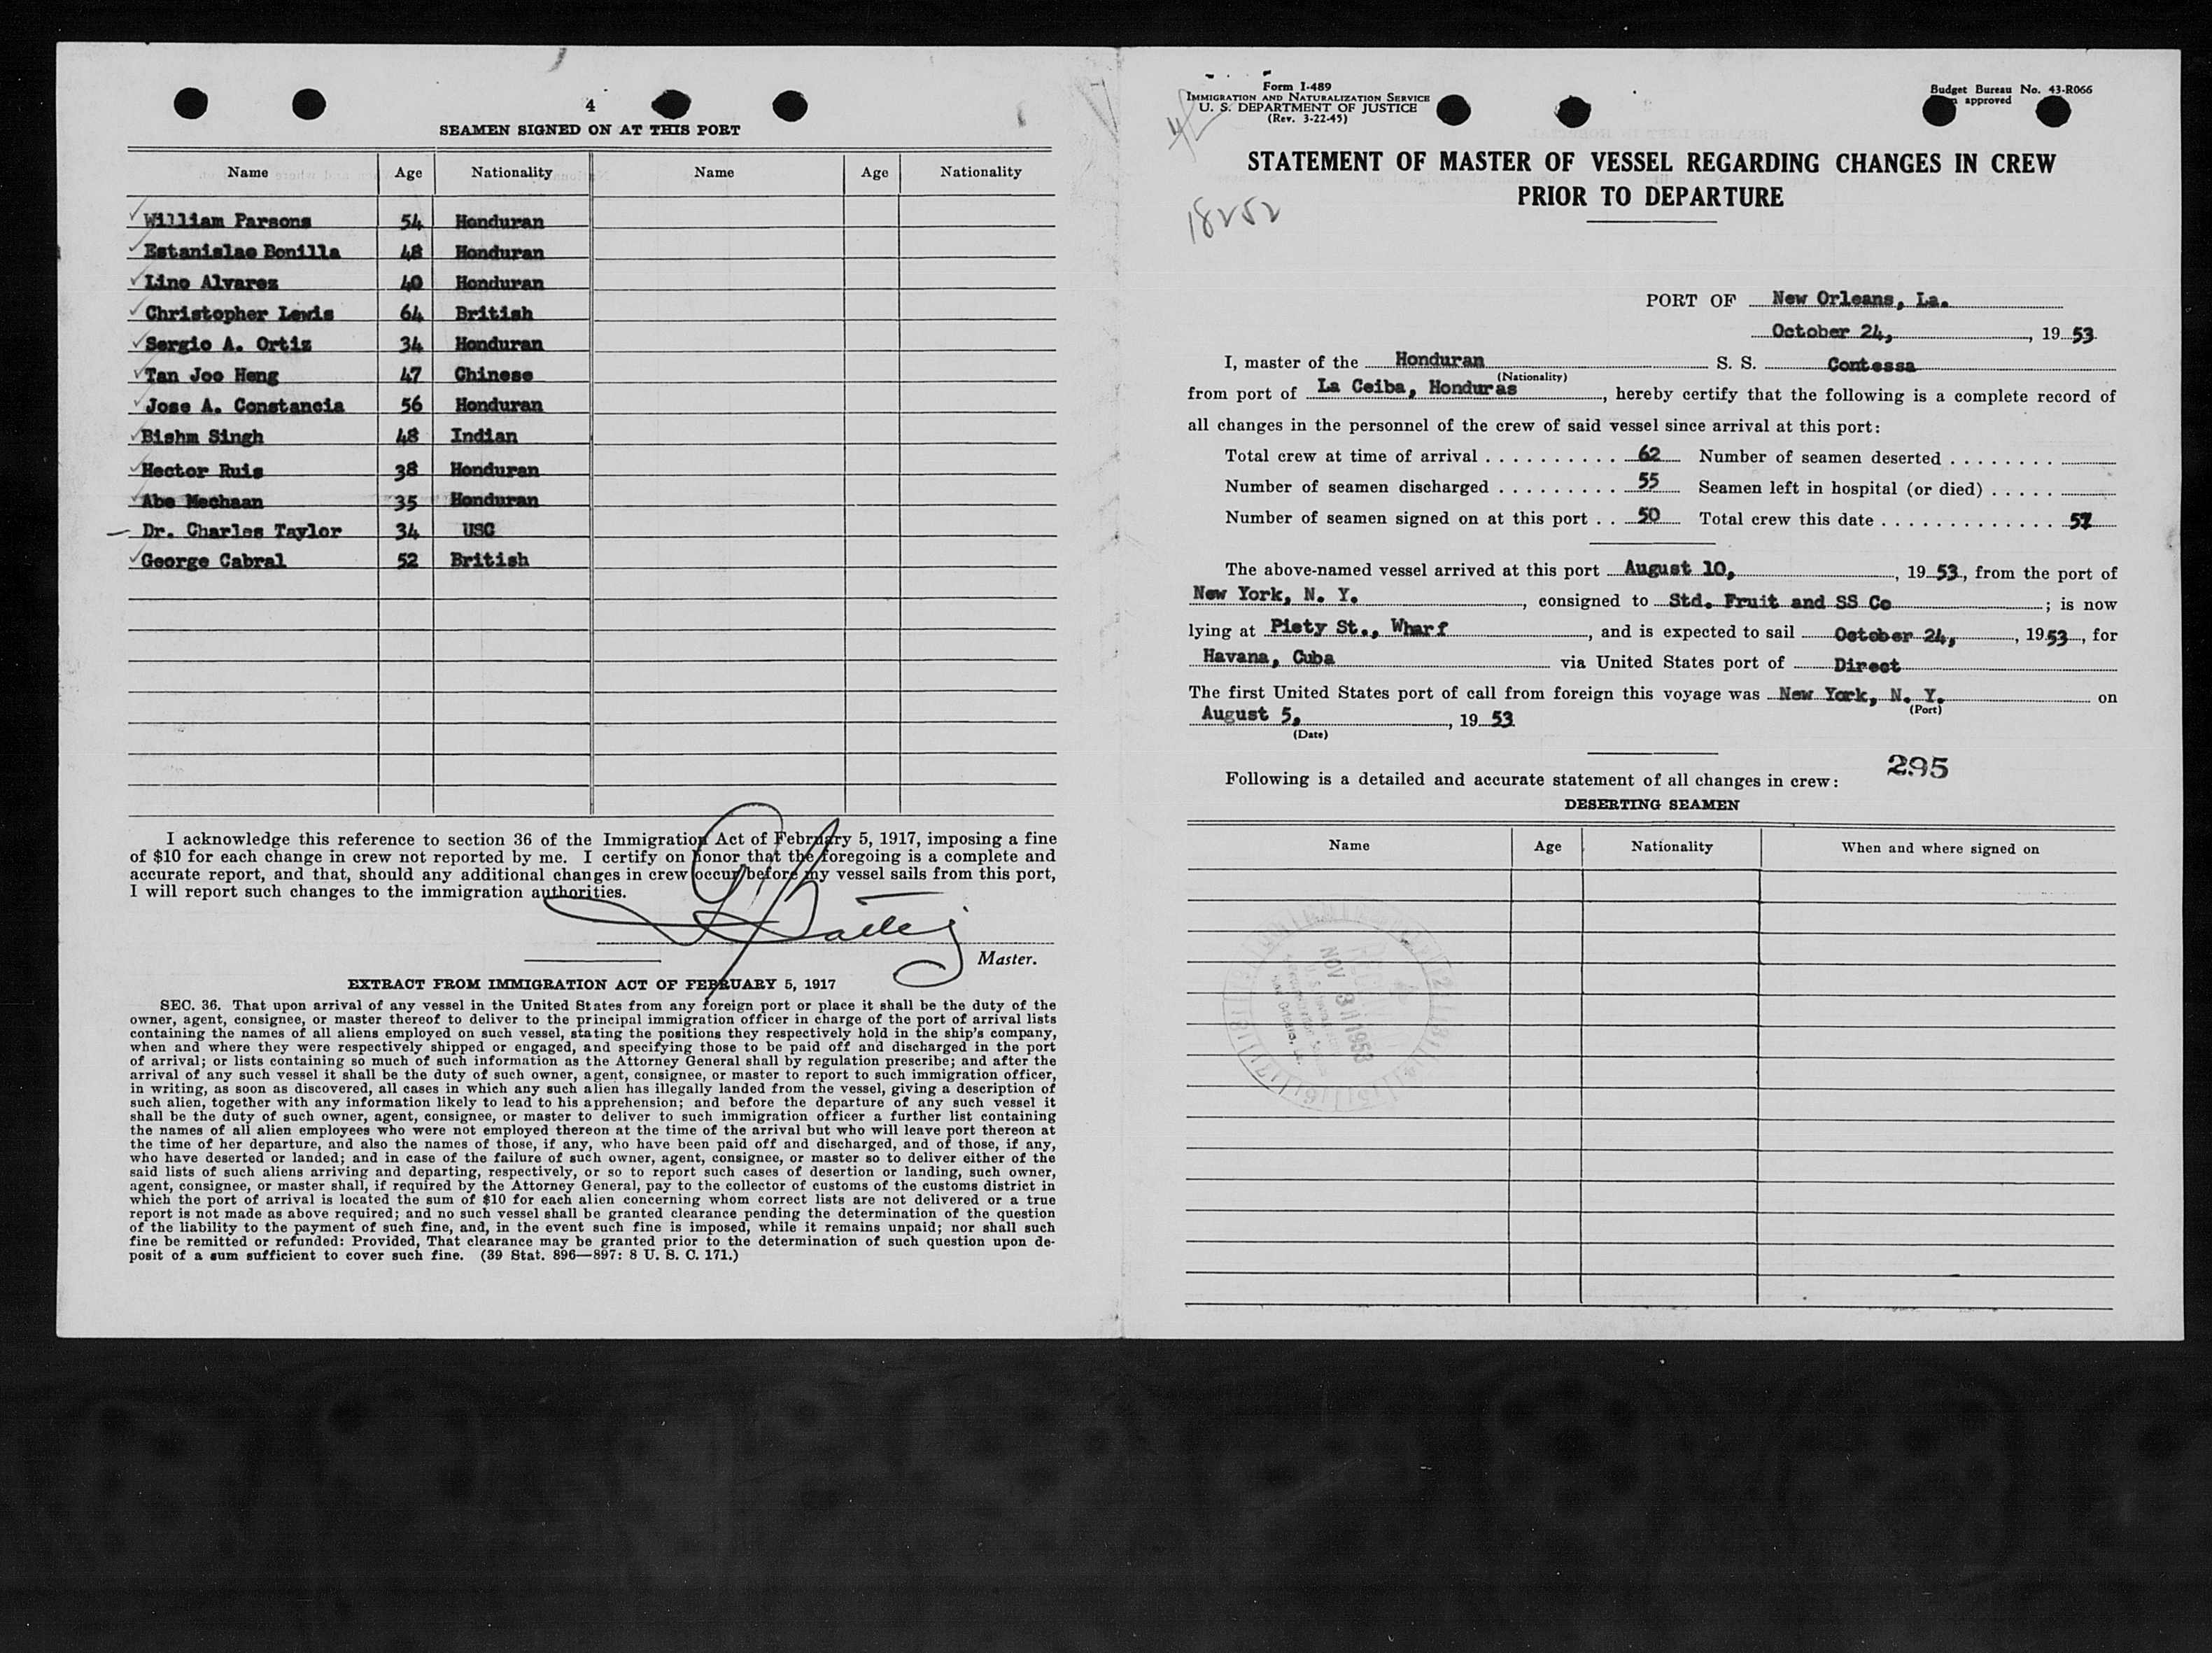 4
SEAMEN SIGNED ON AT THIS PORT
Name Age Nationality Name Age Nationality
William Parsons 54 Honduran
Estanislao Bonilla 48 Honduran
Lino Alvarez 40 Honduran
Christopher Lewis 64 British
Sergio A. Ortiz 34 Honduran
Tan Joo Heng 47 Chinese
Jose A. Constancia 56 Honduran
Bishm Singh 48 Indian
Hector Ruis 38 Honduran
Abe Mechaan 35 Honduran
Dr. Charles Taylor 34 USC
George Cabral 52 British
I acknowledge this reference to section 36 of the Immigration Act of February 5, 1917, imposing a fine
of $10 for each change in crew not reported by me. I certify on honor that the foregoing is a complete and
accurate report, and that, should any additional changes in crew occur before my vessel sails from this port,
I will report such changes to the immigration authorities.
Master.
EXTRACT FROM IMMIGRATION ACT OF FEBRUARY 5, 1917
SEC. 36. That upon arrival of any vessel in the United States from any foreign port or place it shall be the duty of the
owner, agent, consignee, or master thereof to deliver to the principal immigration officer in charge of the port of arrival lists
containing the names of all aliens employed on such vessel, stating the positions they respectively hold in the ship's company,
when and where they were respectively shipped or engaged, and specifying those to be paid off and discharged in the port
of arrival; or lists containing so much of such information as the Attorney General shall by regulation prescribe; and after the
arrival of any such vessel it shall be the duty of such owner, agent, consignee, or master to report to such immigration officer,
in writing, as soon as discovered, all cases in which any such alien has illegally landed from the vessel, giving a description of
such alien, together with any information likely to lead to his apprehension; and before the departure of any such vessel it
shall be the duty of such owner, agent, consignee, or master to deliver to such immigration officer a further list containing
the names of all alien employees who were not employed thereon at the time of the arrival but who will leave port thereon at
the time of her departure, and also the names of those, if any, who have been paid off and discharged, and of those, if any,
who have deserted or landed; and in case of the failure of such owner, agent, consignee, or master so to deliver either of the
said lists of such aliens arriving and departing, respectively, or so to report such cases of desertion or landing, such owner,
agent, consignee, or master shall, if required by the Attorney General, pay to the collector of customs of the customs district in
which the port of arrival is located the sum of $10 for each alien concerning whom correct lists are not delivered or a true
report is not made as above required; and no such vessel shall be granted clearance pending the determination of the question
of the liability to the payment of such fine, and, in the event such fine is imposed, while it remains unpaid; nor shall such
fine be remitted or refunded: Provided, That clearance may be granted prior to the determination of such question upon de-
posit of a sum sufficient to cover such fine. (39 Stat. 896—897: 8 U. S. C. 171.)
Form I-489
IMMIGRATION AND NATURALIZATION SERVICE
U. S. DEPARTMENT OF JUSTICE
(Rev. 3-22-45)
Budget Bureau No. 43-R066
approved
STATEMENT OF MASTER OF VESSEL REGARDING CHANGES IN CREW
PRIOR TO DEPARTURE
18252
PORT OF New Orleans, La.
October 24, , 19 53
I, master of the Honduran S. S. Contessa
(Nationality)
from port of La Ceiba, Honduras, hereby certify that the following is a complete record of
all changes in the personnel of the crew of said vessel since arrival at this port:
Total crew at time of arrival 62 Number of seamen deserted
Number of seamen discharged 55 Seamen left in hospital (or died)
Number of seamen signed on at this port 50 Total crew this date 57
The above-named vessel arrived at this port August 10, , 19 53, from the port of
New York, N. Y. , consigned to Std. Fruit and SS Co ; is now
lying at Piety St., Wharf , and is expected to sail October 24, , 19 53, for
Havana, Cuba via United States port of Direct
The first United States port of call from foreign this voyage was New York, N. Y. on
(Port)
August 5, , 19 53
(Date)
295
Following is a detailed and accurate statement of all changes in crew:
DESERTING SEAMEN
Name Age Nationality When and where signed on
NOV 3 1953